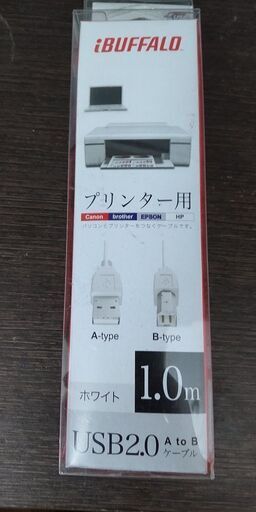 iBUFFALO
プリンター用
Canon brother EPSON HP
パソコンとプリンターをつなぐケーブルです。
A-type B-type
ホワイト 1.0m
USB2.0 A to B ケーブル